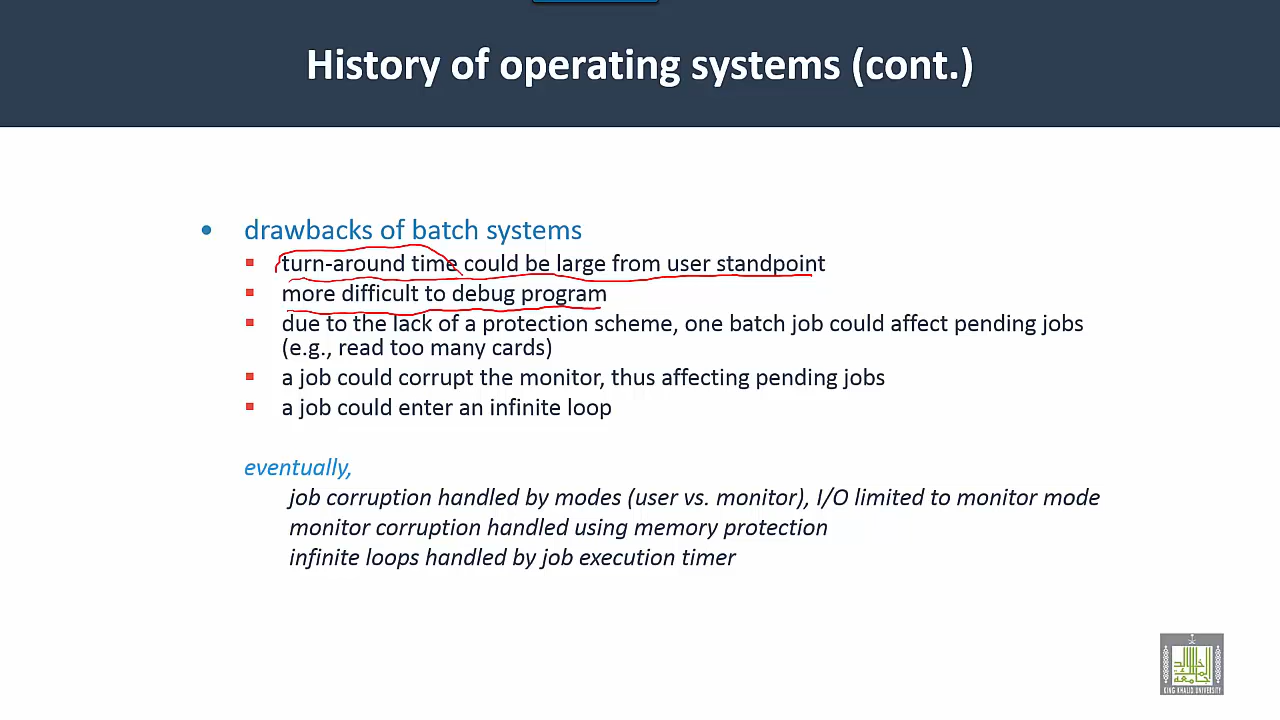 History of operating systems (cont.)
• drawbacks of batch systems
▪ turn-around time could be large from user standpoint
▪ more difficult to debug program
▪ due to the lack of a protection scheme, one batch job could affect pending jobs
(e.g., read too many cards)
▪ a job could corrupt the monitor, thus affecting pending jobs
▪ a job could enter an infinite loop
eventually,
job corruption handled by modes (user vs. monitor), I/O limited to monitor mode
monitor corruption handled using memory protection
infinite loops handled by job execution timer
KING KHALID UNIVERSITY